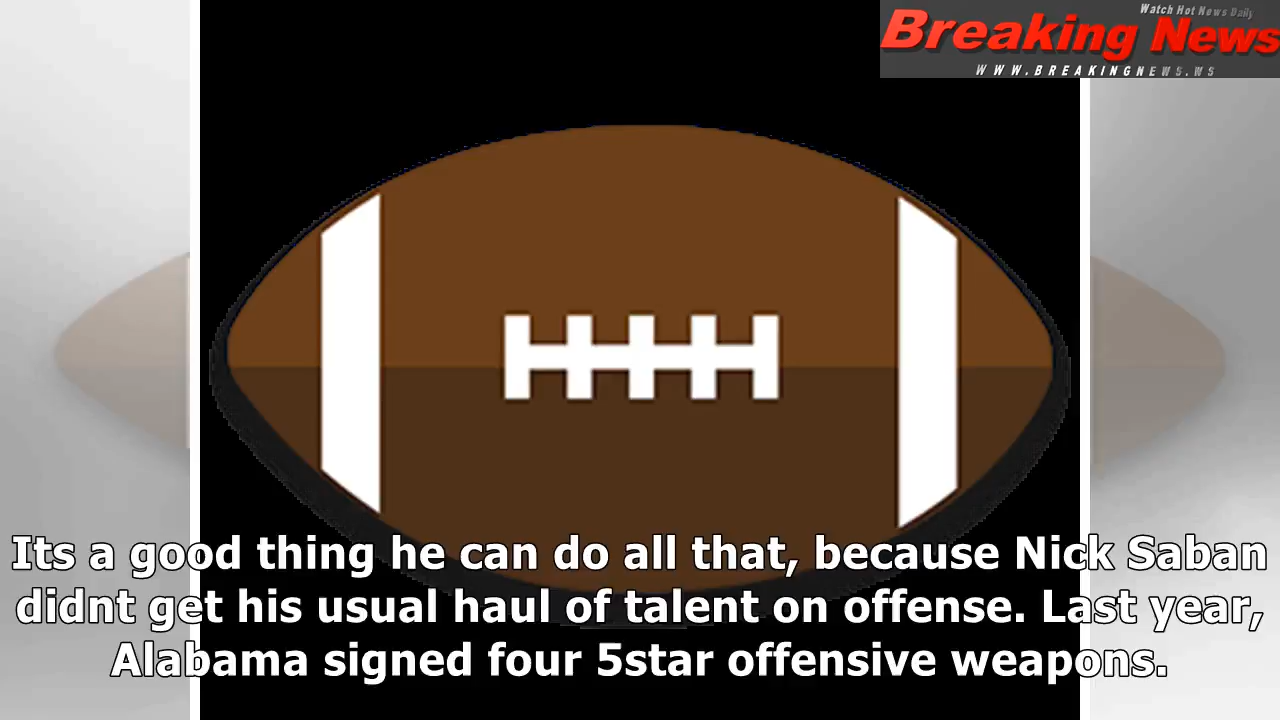 Watch Hot News Daily
Breaking News
WWW.BREAKINGNEWS.WS
Its a good thing he can do all that, because Nick Saban
didnt get his usual haul of talent on offense. Last year,
Alabama signed four 5star offensive weapons.